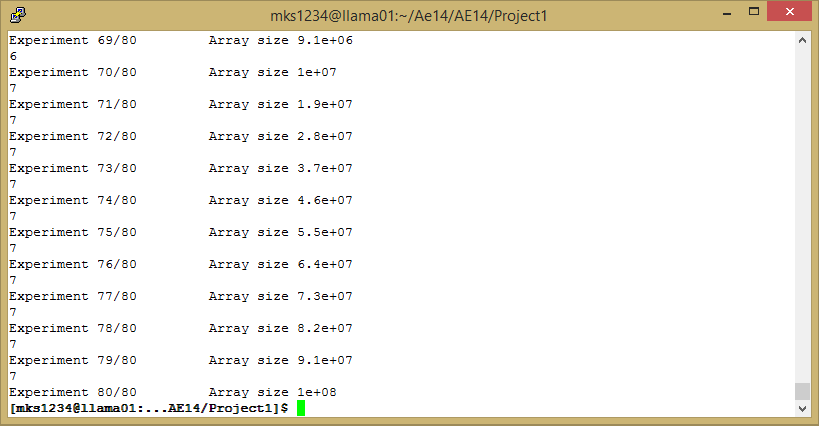 mks1234@llama01:~/Ae14/AE14/Project1
Experiment 69/80         Array size 9.1e+06
6
Experiment 70/80         Array size 1e+07
7
Experiment 71/80         Array size 1.9e+07
7
Experiment 72/80         Array size 2.8e+07
7
Experiment 73/80         Array size 3.7e+07
7
Experiment 74/80         Array size 4.6e+07
7
Experiment 75/80         Array size 5.5e+07
7
Experiment 76/80         Array size 6.4e+07
7
Experiment 77/80         Array size 7.3e+07
7
Experiment 78/80         Array size 8.2e+07
7
Experiment 79/80         Array size 9.1e+07
7
Experiment 80/80         Array size 1e+08
[mks1234@llama01:...AE14/Project1]$